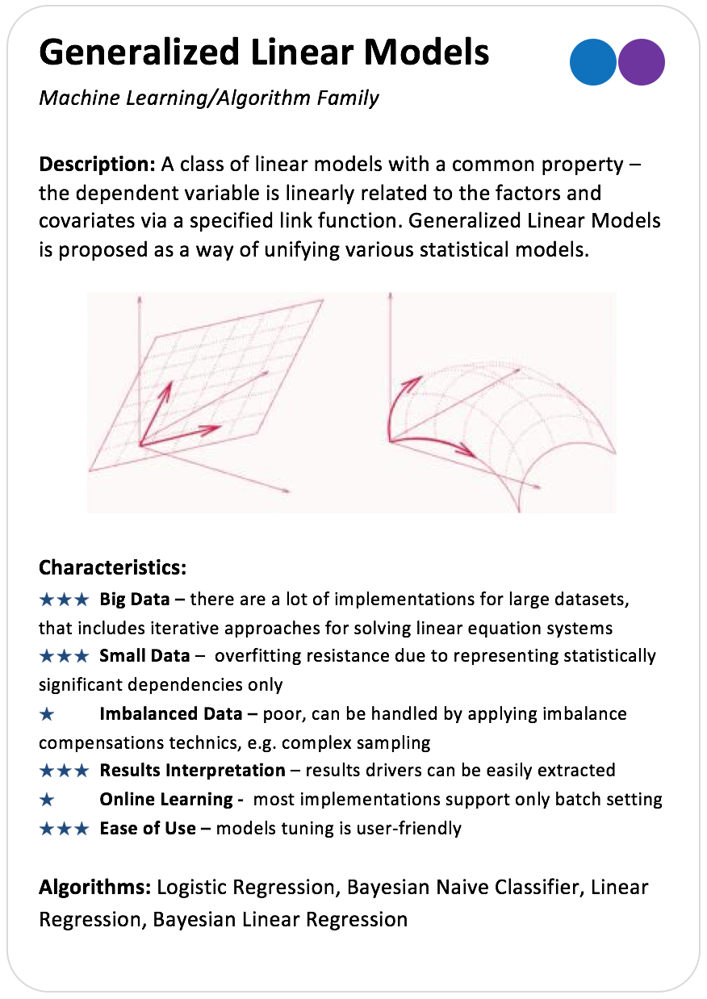 Generalized Linear Models
Machine Learning/Algorithm Family
Description: A class of linear models with a common property –
the dependent variable is linearly related to the factors and
covariates via a specified link function. Generalized Linear Models
is proposed as a way of unifying various statistical models.
Characteristics:
★★★ Big Data – there are a lot of implementations for large datasets,
that includes iterative approaches for solving linear equation systems
★★★ Small Data – overfitting resistance due to representing statistically
significant dependencies only
★ Imbalanced Data – poor, can be handled by applying imbalance
compensations technics, e.g. complex sampling
★★★ Results Interpretation – results drivers can be easily extracted
★ Online Learning - most implementations support only batch setting
★★★ Ease of Use – models tuning is user-friendly
Algorithms: Logistic Regression, Bayesian Naive Classifier, Linear
Regression, Bayesian Linear Regression